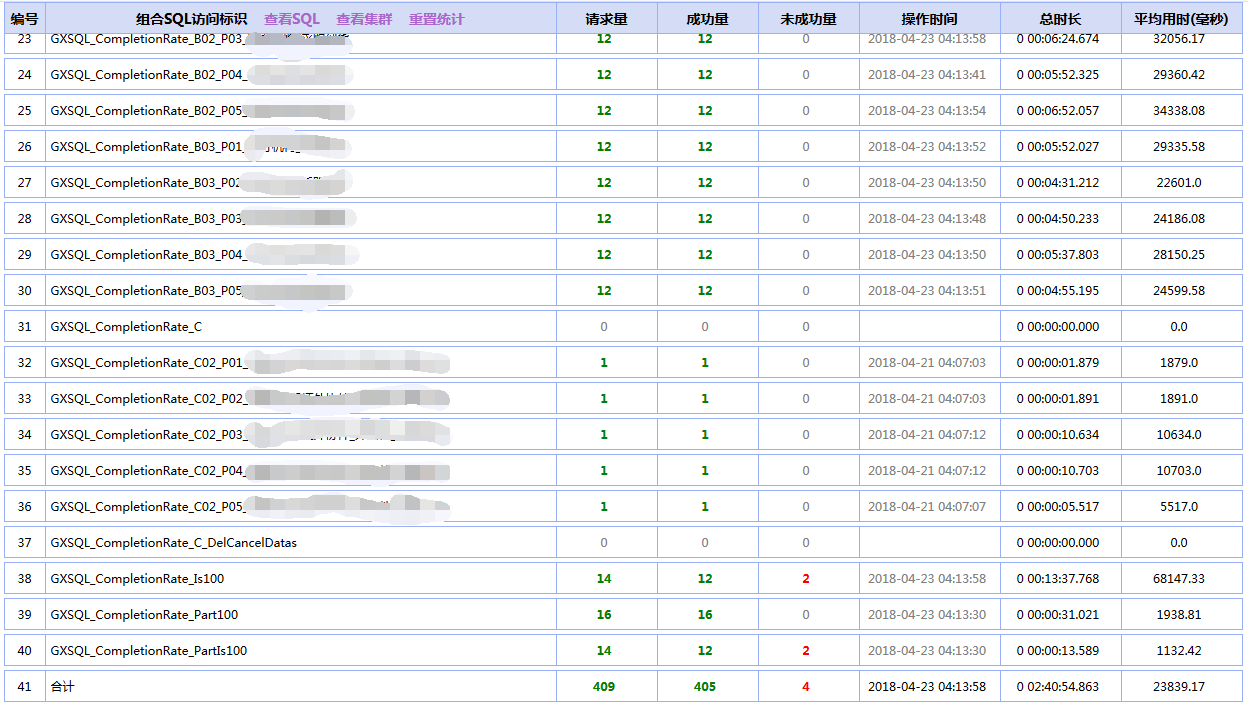 编号 组合SQL访问标识 查看SQL 查看集群 重置统计 请求量 成功量 未成功量 操作时间 总时长 平均用时(毫秒)
23 GXSQL_CompletionRate_B02_P03_ 12 12 0 2018-04-23 04:13:58 0 00:06:24.674 32056.17
24 GXSQL_CompletionRate_B02_P04_ 12 12 0 2018-04-23 04:13:41 0 00:05:52.325 29360.42
25 GXSQL_CompletionRate_B02_P05 12 12 0 2018-04-23 04:13:54 0 00:06:52.057 34338.08
26 GXSQL_CompletionRate_B03_P01_ 12 12 0 2018-04-23 04:13:52 0 00:05:52.027 29335.58
27 GXSQL_CompletionRate_B03_P02 12 12 0 2018-04-23 04:13:50 0 00:04:31.212 22601.0
28 GXSQL_CompletionRate_B03_P03 12 12 0 2018-04-23 04:13:48 0 00:04:50.233 24186.08
29 GXSQL_CompletionRate_B03_P04_ 12 12 0 2018-04-23 04:13:50 0 00:05:37.803 28150.25
30 GXSQL_CompletionRate_B03_P05 12 12 0 2018-04-23 04:13:51 0 00:04:55.195 24599.58
31 GXSQL_CompletionRate_C 0 0 0 0 00:00:00.000 0.0
32 GXSQL_CompletionRate_C02_P01_ 1 1 0 2018-04-21 04:07:03 0 00:00:01.879 1879.0
33 GXSQL_CompletionRate_C02_P02_ 1 1 0 2018-04-21 04:07:03 0 00:00:01.891 1891.0
34 GXSQL_CompletionRate_C02_P03_ 1 1 0 2018-04-21 04:07:12 0 00:00:10.634 10634.0
35 GXSQL_CompletionRate_C02_P04_ 1 1 0 2018-04-21 04:07:12 0 00:00:10.703 10703.0
36 GXSQL_CompletionRate_C02_P05_ 1 1 0 2018-04-21 04:07:07 0 00:00:05.517 5517.0
37 GXSQL_CompletionRate_C_DelCancelDatas 0 0 0 0 00:00:00.000 0.0
38 GXSQL_CompletionRate_Is100 14 12 2 2018-04-23 04:13:58 0 00:13:37.768 68147.33
39 GXSQL_CompletionRate_Part100 16 16 0 2018-04-23 04:13:30 0 00:00:31.021 1938.81
40 GXSQL_CompletionRate_PartIs100 14 12 2 2018-04-23 04:13:30 0 00:00:13.589 1132.42
41 合计 409 405 4 2018-04-23 04:13:58 0 02:40:54.863 23839.17